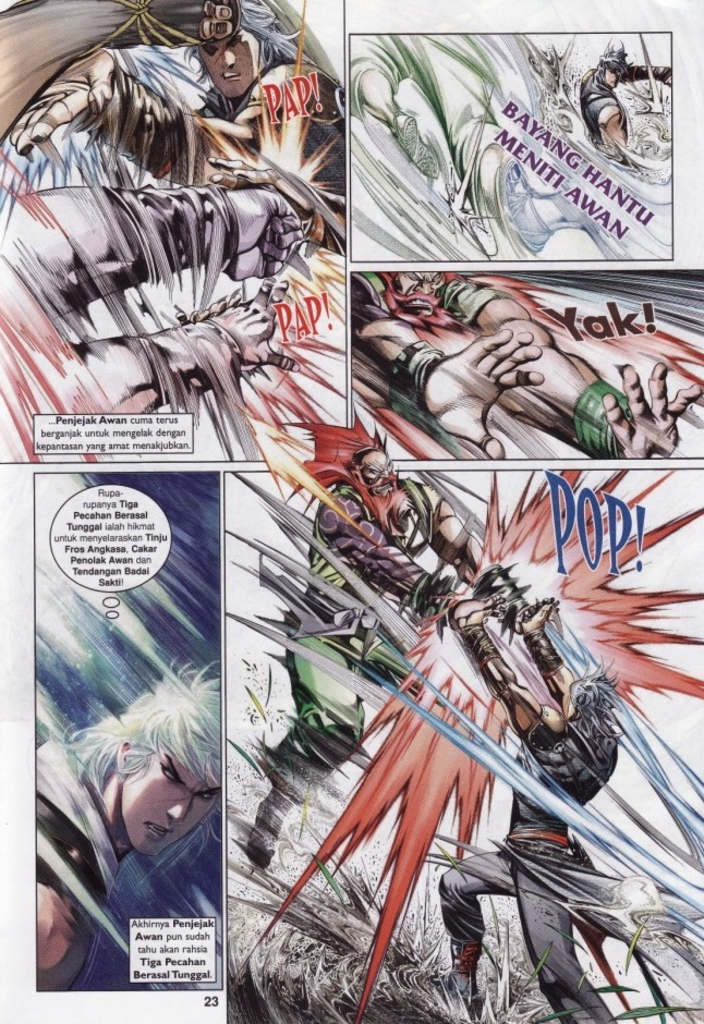 PAP!
PAP!
...Penjejak Awan cuma terus
berganjak untuk mengelak dengan
kepantasan yang amat menakjubkan.
BAYANG HANTU
MENITI AWAN
Yak!
Rupa-
rupanya Tiga
Pecahan Berasal
Tunggal ialah hikmat
untuk menyelaraskan Tinju
Fros Angkasa, Cakar
Penolak Awan dan
Tendangan Badai
Sakti!
Akhirnya Penjejak
Awan pun sudah
tahu akan rahsia
Tiga Pecahan
Berasal Tunggal.
POP!
23